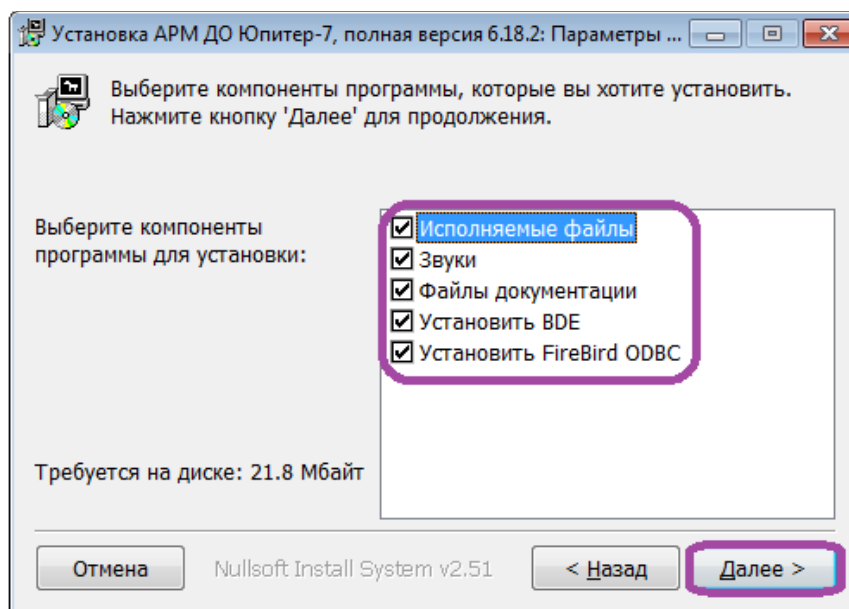 Установка АРМ ДО Юпитер-7, полная версия 6.18.2: Параметры ...
Выберите компоненты программы, которые вы хотите установить.
Нажмите кнопку 'Далее' для продолжения.
Выберите компоненты
программы для установки:
Исполняемые файлы
Звуки
Файлы документации
Установить BDE
Установить FireBird ODBC
Требуется на диске: 21.8 Мбайт
Отмена
Nullsoft Install System v2.51
< Назад
Далее >